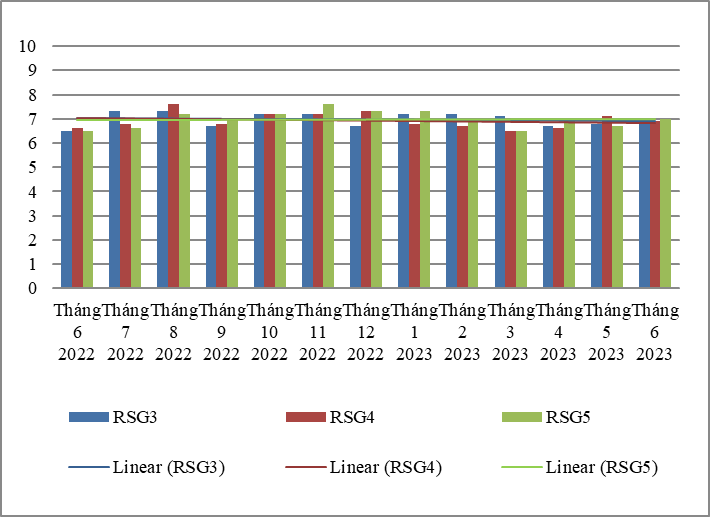 10
9
8
7
6
5
4
3
2
1
0
Tháng Tháng Tháng Tháng Tháng Tháng Tháng Tháng Tháng Tháng Tháng Tháng Tháng
6 7 8 9 10 11 12 1 2 3 4 5 6
2022 2022 2022 2022 2022 2022 2022 2023 2023 2023 2023 2023 2023
RSG3 RSG4 RSG5
Linear (RSG3) Linear (RSG4) Linear (RSG5)